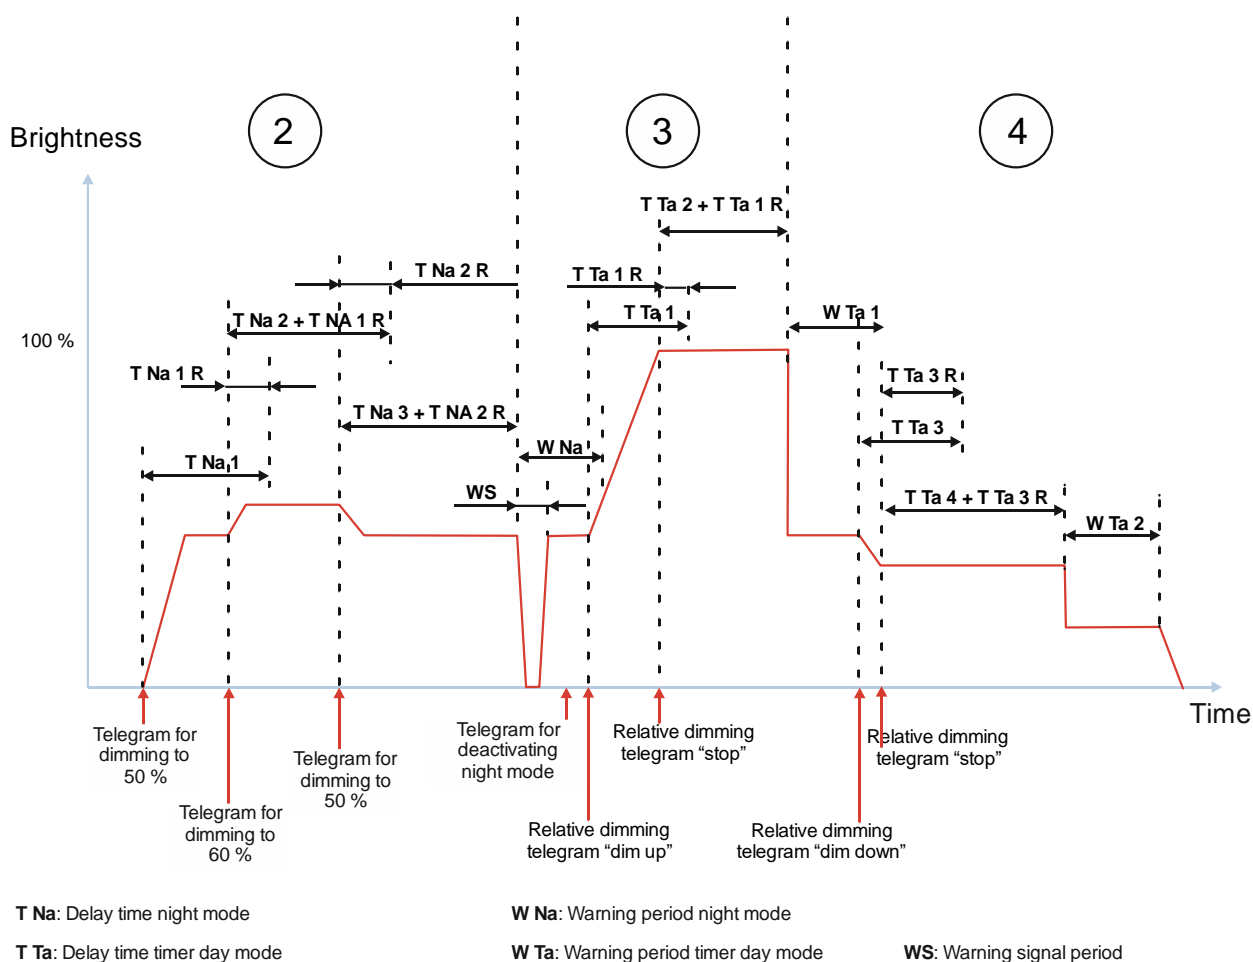 2
3
4
Brightness
T Ta 2 + T Ta 1 R
T Na 2 R
T Ta 1 R
T Na 2 + T NA 1 R
T Ta 1
W Ta 1
100 %
T Na 1 R
T Ta 3 R
T Na 3 + T NA 2 R
T Ta 3
W Na
T Na 1
WS
T Ta 4 + T Ta 3 R
W Ta 2
Time
Telegram for
dimming to
50 %
Telegram for
dimming to
60 %
Telegram for
dimming to
50 %
Telegram for
deactivating
night mode
Relative dimming
telegram “dim up”
Relative dimming
telegram “stop”
Relative dimming
telegram “dim down”
Relative dimming
telegram “stop”
T Na: Delay time night mode
W Na: Warning period night mode
T Ta: Delay time timer day mode
W Ta: Warning period timer day mode
WS: Warning signal period